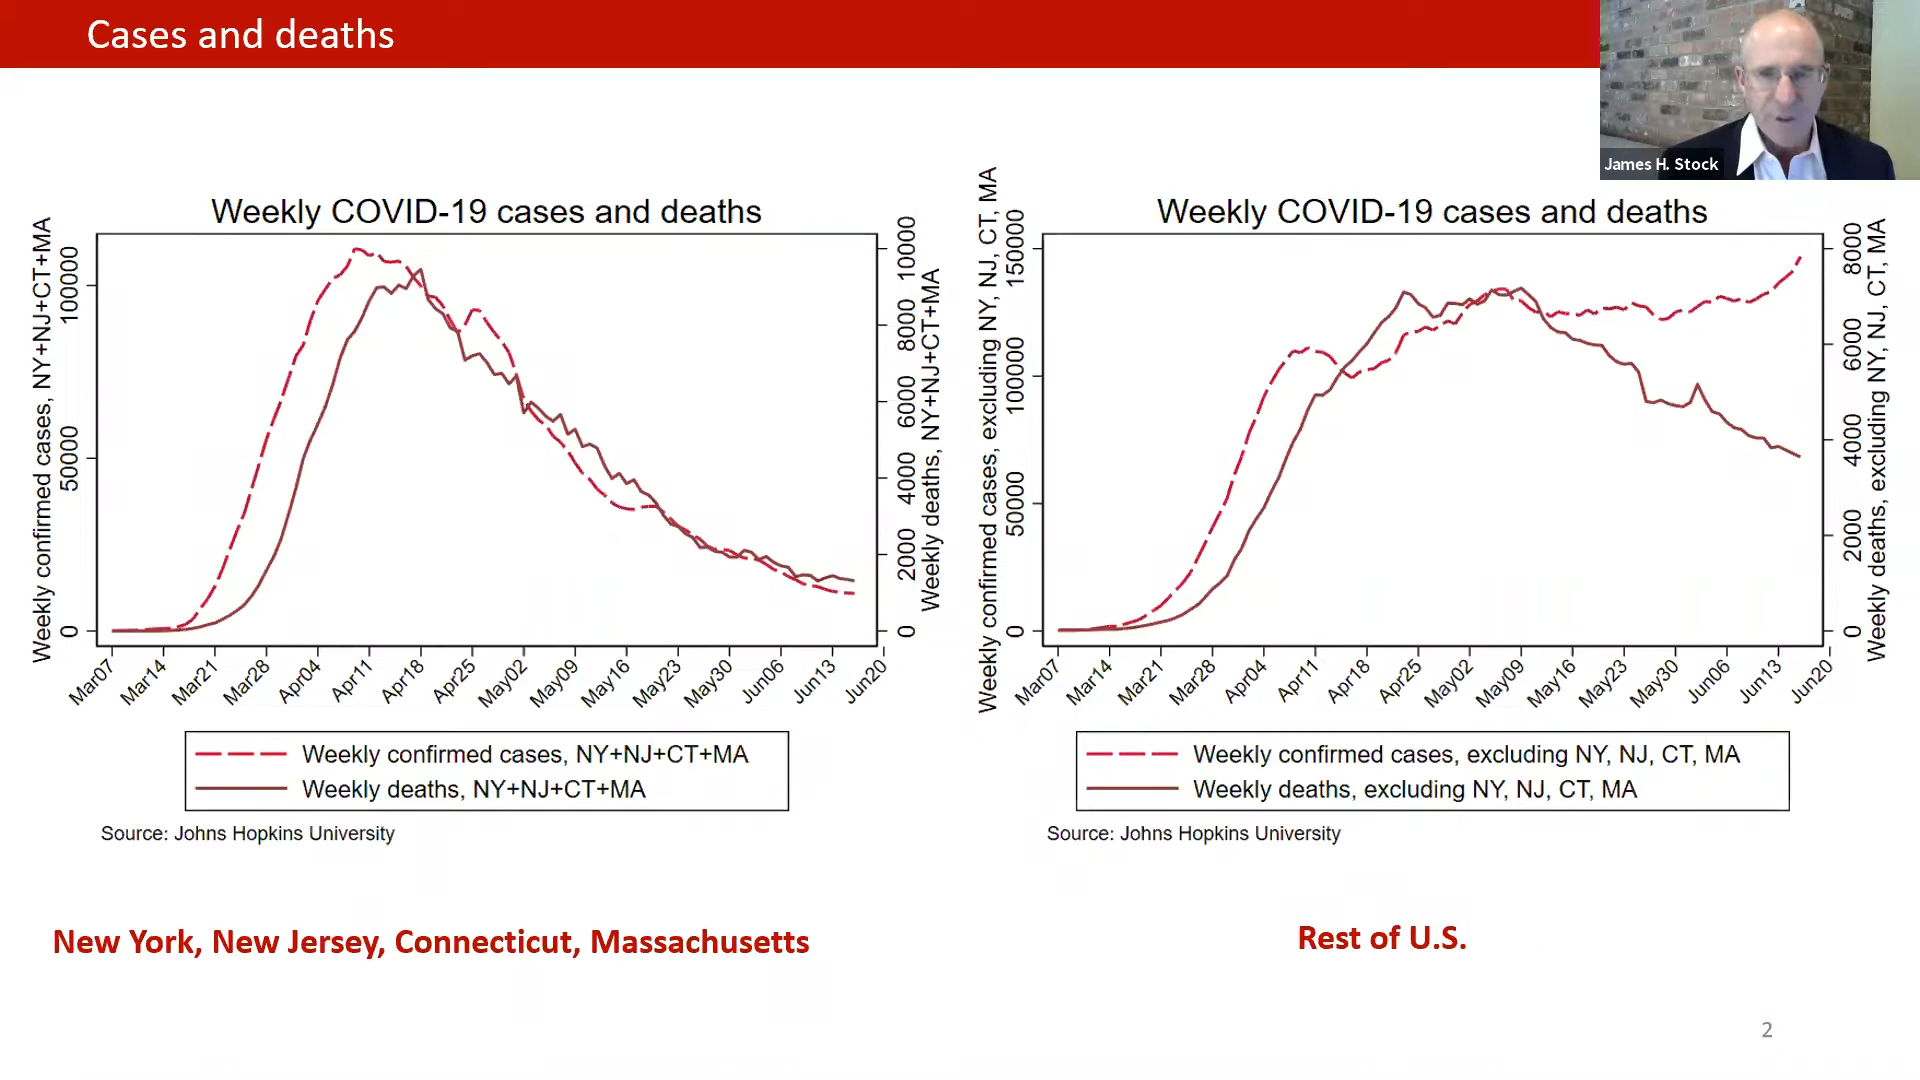 Cases and deaths
James H. Stock
Weekly COVID-19 cases and deaths
Weekly confirmed cases, NY+NJ+CT+MA
0
50000
100000
0
2000
4000
6000
8000
10000
Weekly deaths, NY+NJ+CT+MA
Mar07
Mar14
Mar21
Mar28
Apr04
Apr11
Apr18
Apr25
May02
May09
May16
May23
May30
Jun06
Jun13
Jun20
Weekly confirmed cases, NY+NJ+CT+MA
Weekly deaths, NY+NJ+CT+MA
Source: Johns Hopkins University
New York, New Jersey, Connecticut, Massachusetts
Weekly COVID-19 cases and deaths
Weekly confirmed cases, excluding NY, NJ, CT, MA
0
50000
100000
150000
0
2000
4000
6000
8000
Weekly deaths, excluding NY, NJ, CT, MA
Mar07
Mar14
Mar21
Mar28
Apr04
Apr11
Apr18
Apr25
May02
May09
May16
May23
May30
Jun06
Jun13
Jun20
Weekly confirmed cases, excluding NY, NJ, CT, MA
Weekly deaths, excluding NY, NJ, CT, MA
Source: Johns Hopkins University
Rest of U.S.
2